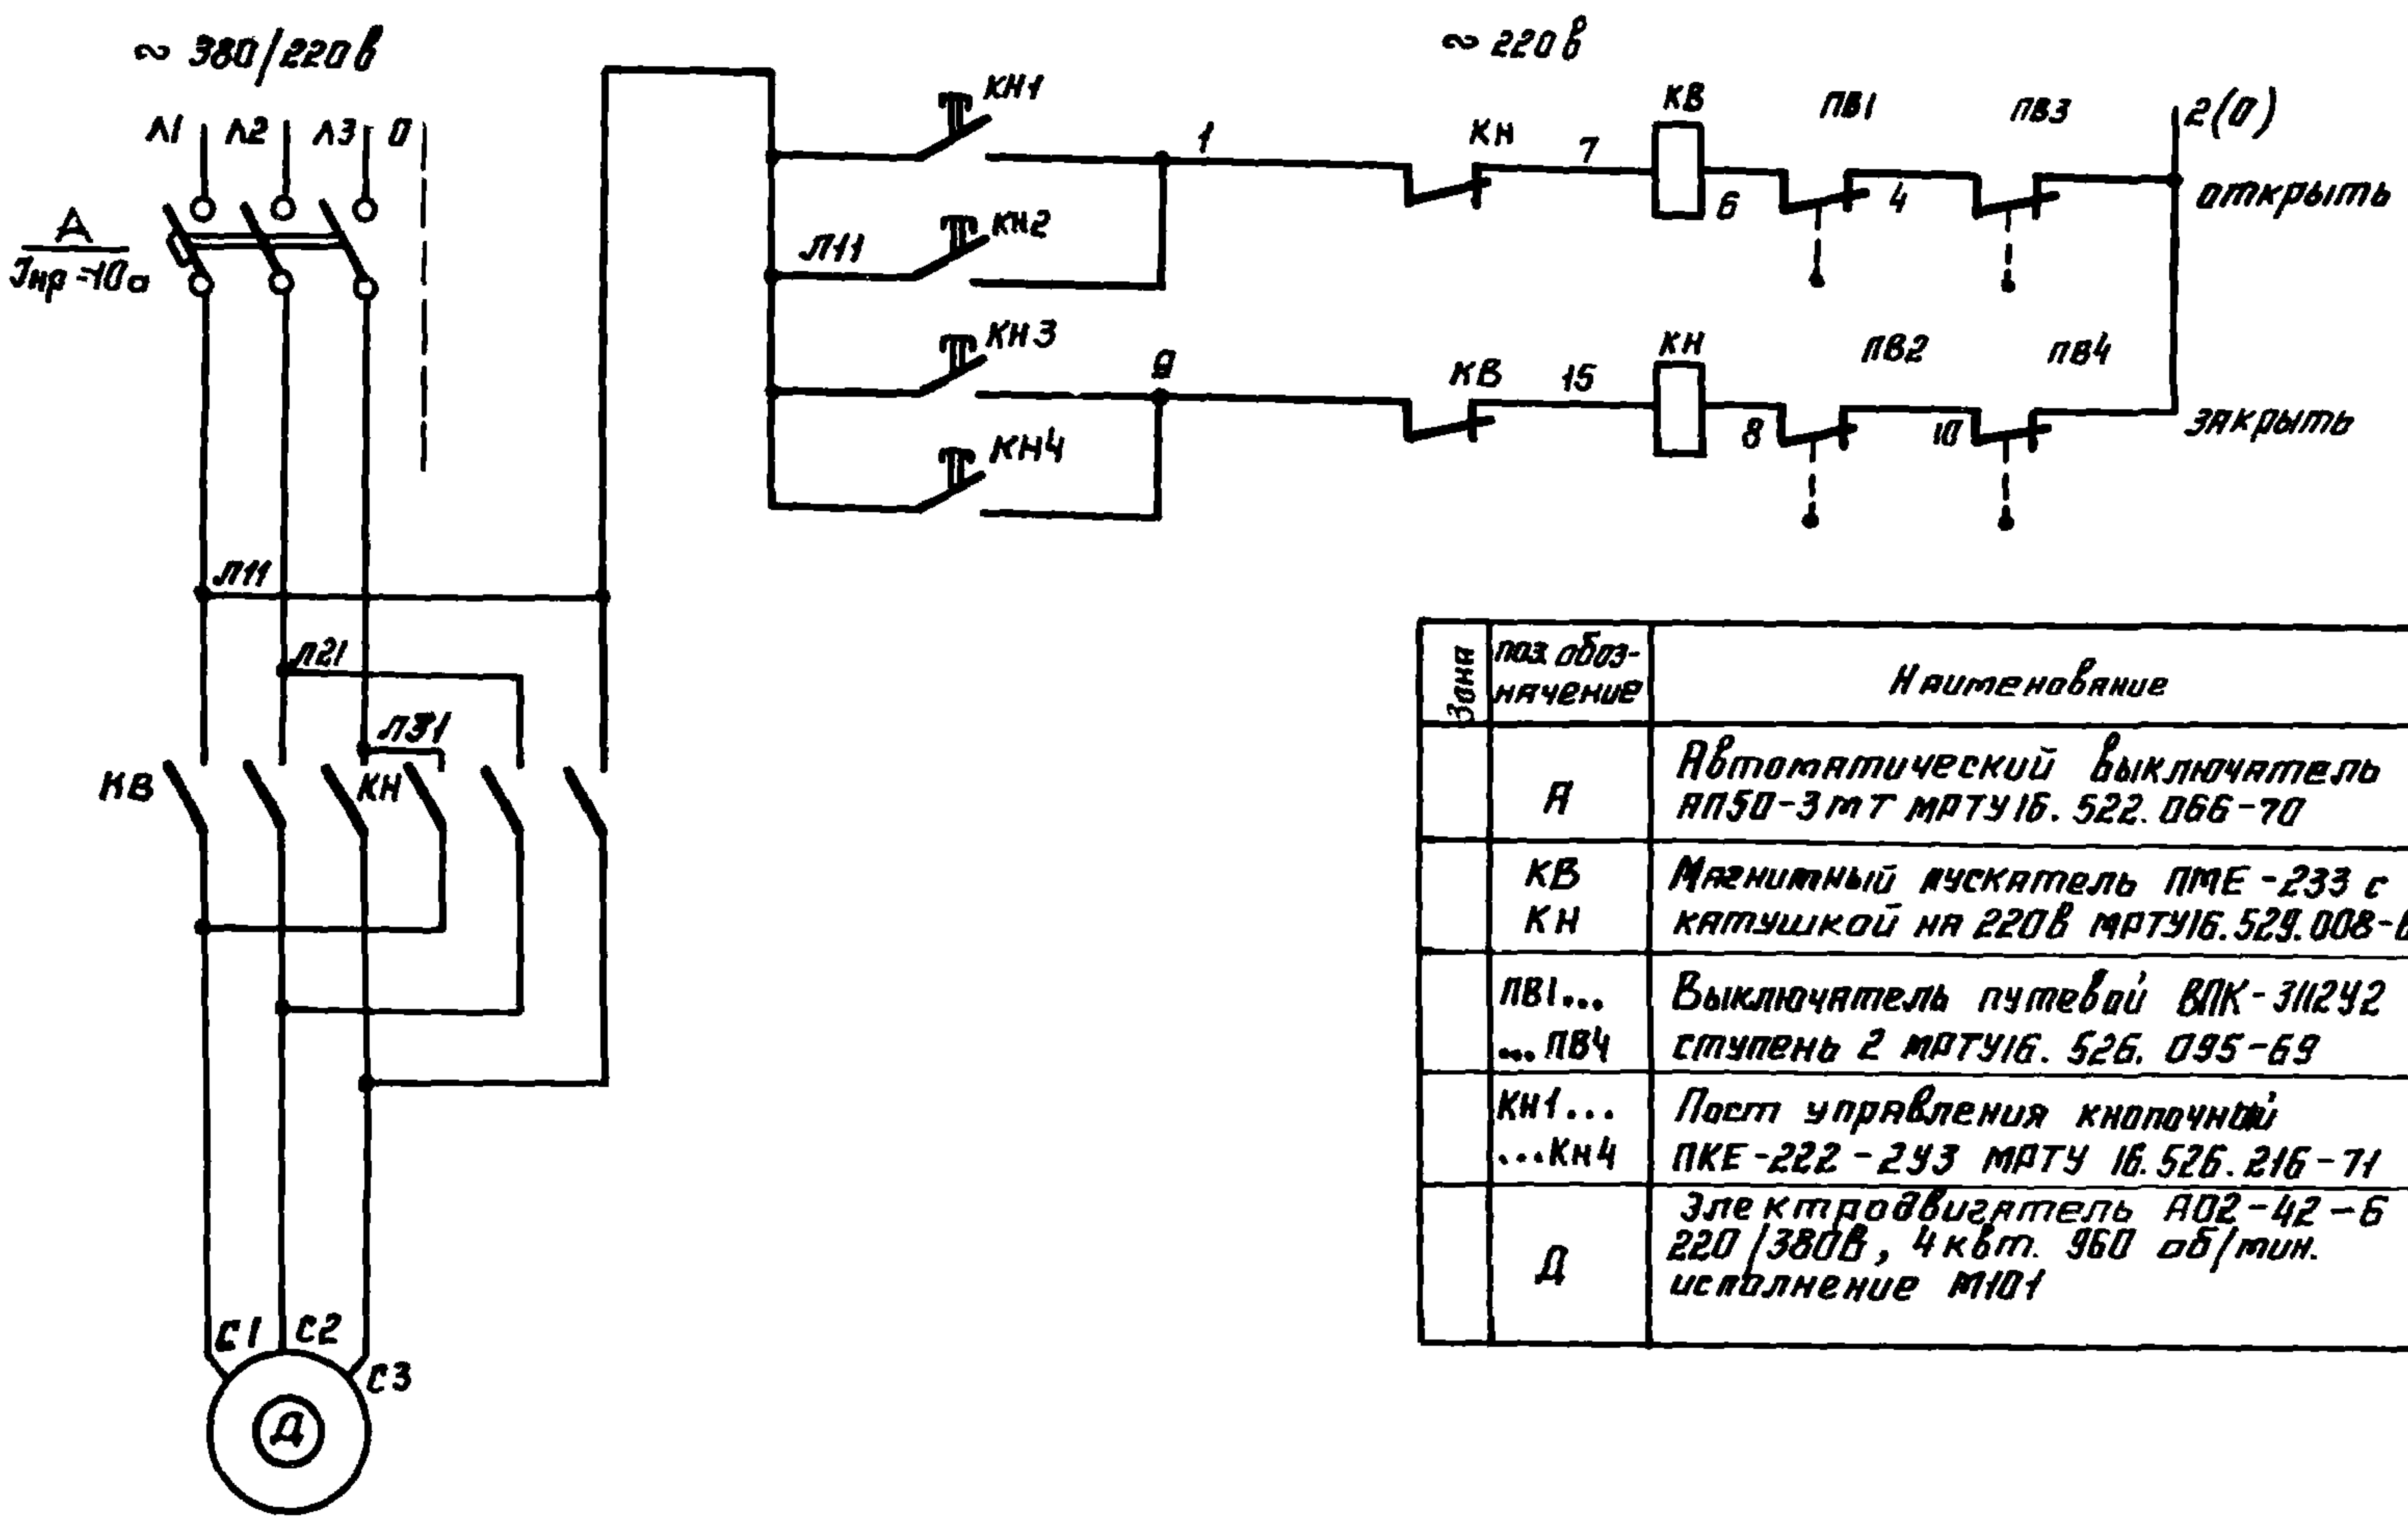 ~ 380/220в
Л1 Л2 Л3 0
А
Iнр=10а
~ 220в
КН1
1
КН
7
КВ
6
ПВ1
4
ПВ3
2(0)
открыть
Л11
КН2
КН3
9
КВ
15
КН
8
ПВ2
10
ПВ4
закрыть
КН4
Л11
Л21
Л31
КВ
КН
С1 С2
С3
Д
Зона
поз. обоз-
начение
Наименование
А
Автоматический выключатель
АП50-3МТ МРТУ16.522.066-70
КВ
КН
Магнитный пускатель ПМЕ-233 с
катушкой на 220в МРТУ16.529.008-
ПВ1...
...ПВ4
Выключатель путевой ВПК-3112У2
ступень 2 МРТУ16.526.095-69
КН1...
...КН4
Пост управления кнопочный
ПКЕ-222-2У3 МРТУ 16.526.216-71
Д
Электродвигатель АО2-42-6
220/380В, 4квт. 960 об/мин.
исполнение М101